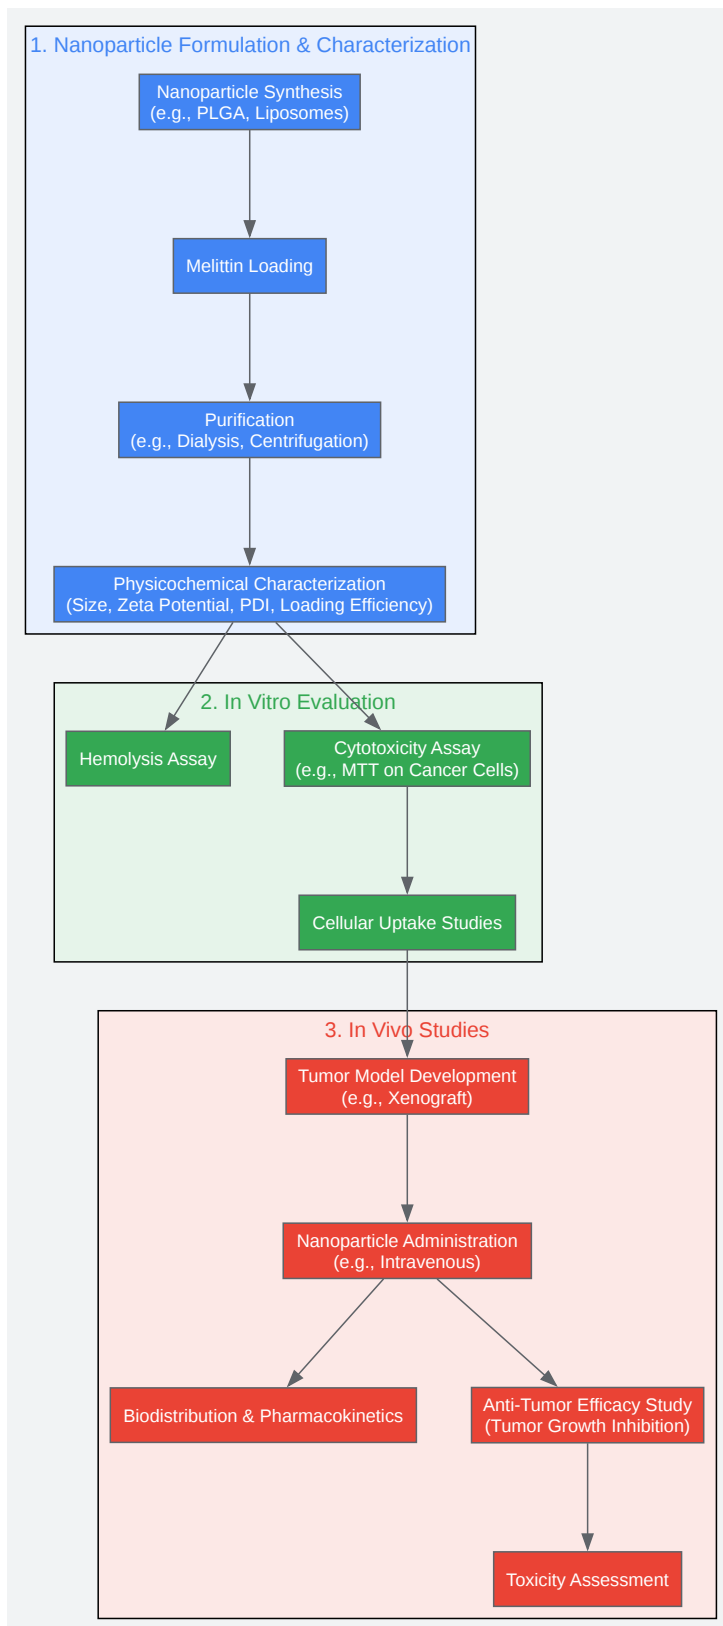 1. Nanoparticle Formulation & Characterization
Nanoparticle Synthesis
(e.g., PLGA, Liposomes)
Melittin Loading
Purification
(e.g., Dialysis, Centrifugation)
Physicochemical Characterization
(Size, Zeta Potential, PDI, Loading Efficiency)
2. In Vitro Evaluation
Hemolysis Assay
Cytotoxicity Assay
(e.g., MTT on Cancer Cells)
Cellular Uptake Studies
3. In Vivo Studies
Tumor Model Development
(e.g., Xenograft)
Nanoparticle Administration
(e.g., Intravenous)
Biodistribution & Pharmacokinetics
Anti-Tumor Efficacy Study
(Tumor Growth Inhibition)
Toxicity Assessment